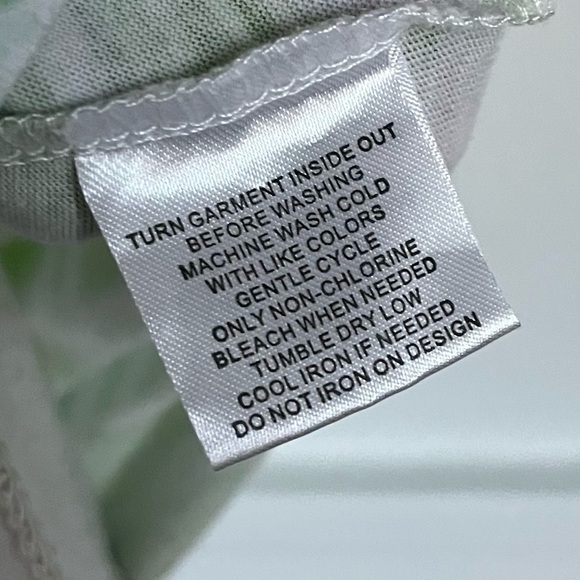 TURN GARMENT INSIDE OUT
BEFORE WASHING
MACHINE WASH COLD
WITH LIKE COLORS
GENTLE CYCLE
ONLY NON-CHLORINE
BLEACH WHEN NEEDED
TUMBLE DRY LOW
COOL IRON IF NEEDED
DO NOT IRON ON DESIGN